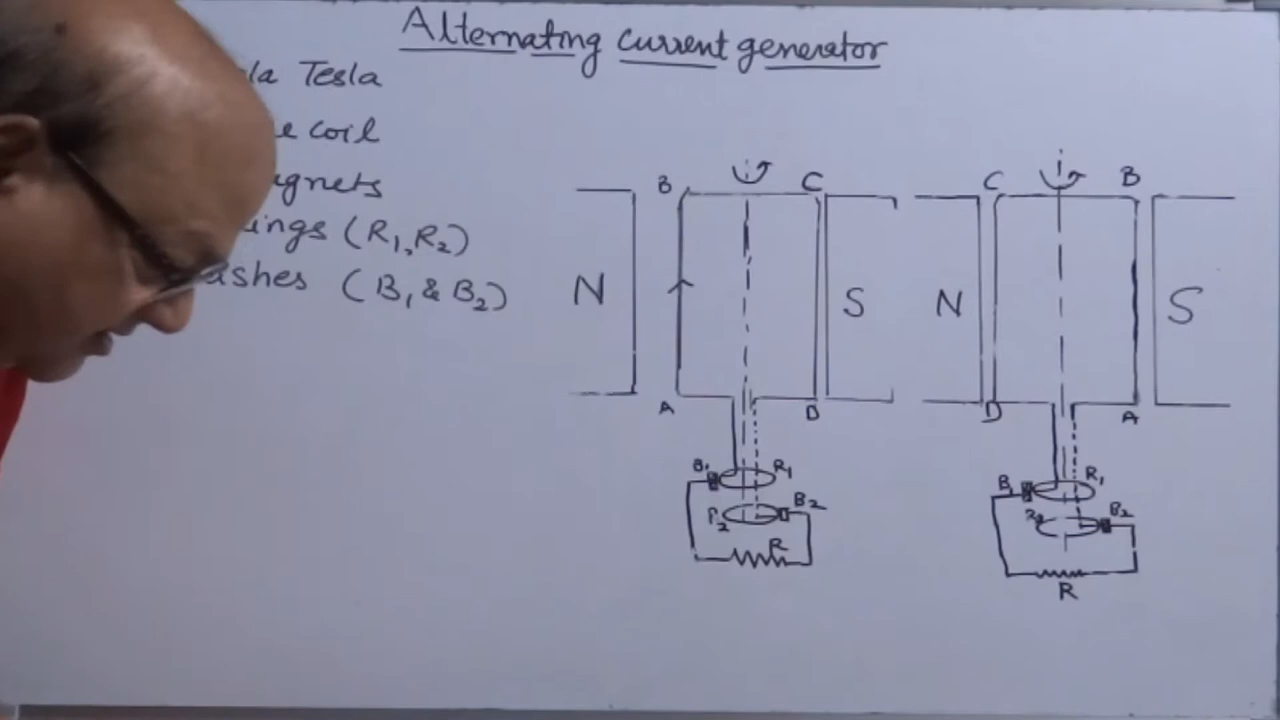 Alternating current generator
la Tesla
e coil
gnets
ings (R1, R2)
ushes (B1 & B2)
B C
N S
A D
B1 R1
R2 B2
R
C B
N S
D A
B1 R1
R2 B2
R